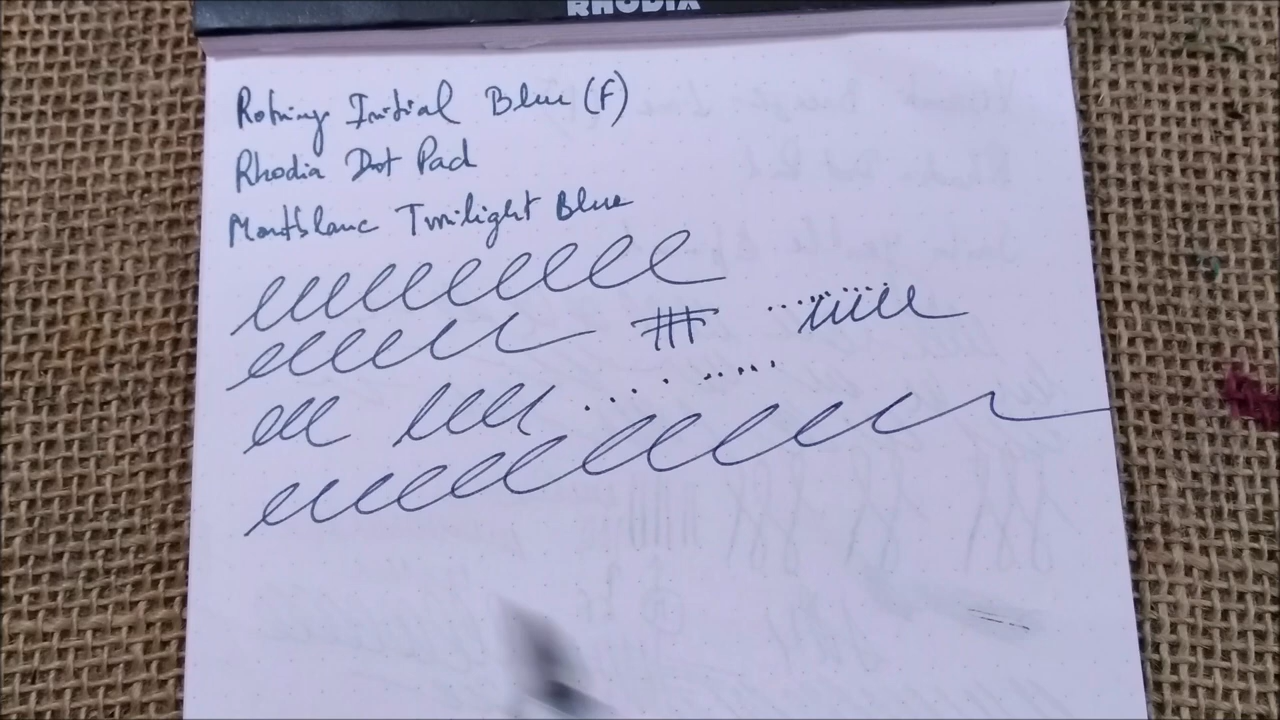 RHODIA
Rotring Initial Blue (F)
Rhodia Dot Pad
Montblanc Twilight Blue